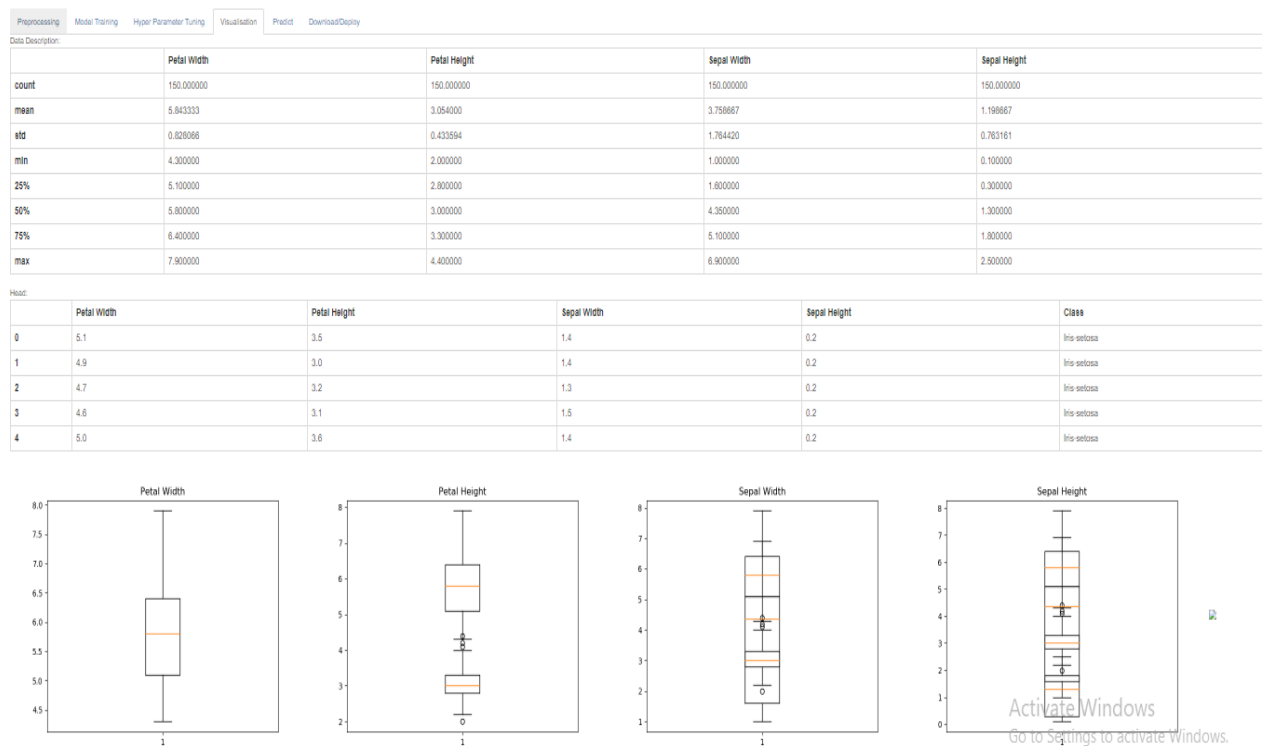 Preprocessing Modal Training Hyper Parameter Tuning Visualisation Predict Download/Deploy
Data Description:
Petal Width Petal Height Sepal Width Sepal Height
count 150.000000 150.000000 150.000000 150.000000
mean 5.843333 3.054000 3.758667 1.198667
std 0.828066 0.433594 1.764420 0.763161
min 4.300000 2.000000 1.000000 0.100000
25% 5.100000 2.800000 1.600000 0.300000
50% 5.800000 3.000000 4.350000 1.300000
75% 6.400000 3.300000 5.100000 1.800000
max 7.900000 4.400000 6.900000 2.500000
Head:
Petal Width Petal Height Sepal Width Sepal Height Class
0 5.1 3.5 1.4 0.2 Iris-setosa
1 4.9 3.0 1.4 0.2 Iris-setosa
2 4.7 3.2 1.3 0.2 Iris-setosa
3 4.6 3.1 1.5 0.2 Iris-setosa
4 5.0 3.6 1.4 0.2 Iris-setosa
Petal Width
8.0
7.5
7.0
6.5
6.0
5.5
5.0
4.5
1
Petal Height
8
7
6
5
4
3
2
1
Sepal Width
8
7
6
5
4
3
2
1
1
Sepal Height
8
7
6
5
4
3
2
1
0
1
Activate Windows
Go to Settings to activate Windows.